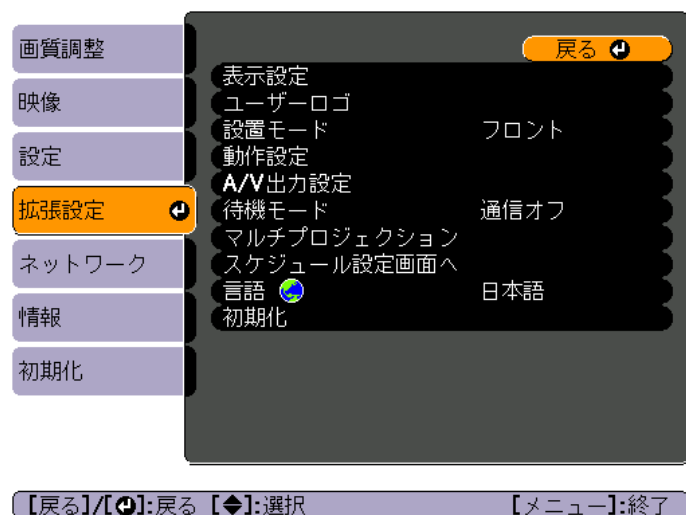 画質調整
映像
設定
拡張設定
ネットワーク
情報
初期化
戻る
表示設定
ユーザーロゴ
設置モード フロント
動作設定
A/V出力設定
待機モード 通信オフ
マルチプロジェクション
スケジュール設定画面へ
言語 日本語
初期化
[戻る]/[ ]:戻る [ ]:選択 [メニュー]:終了